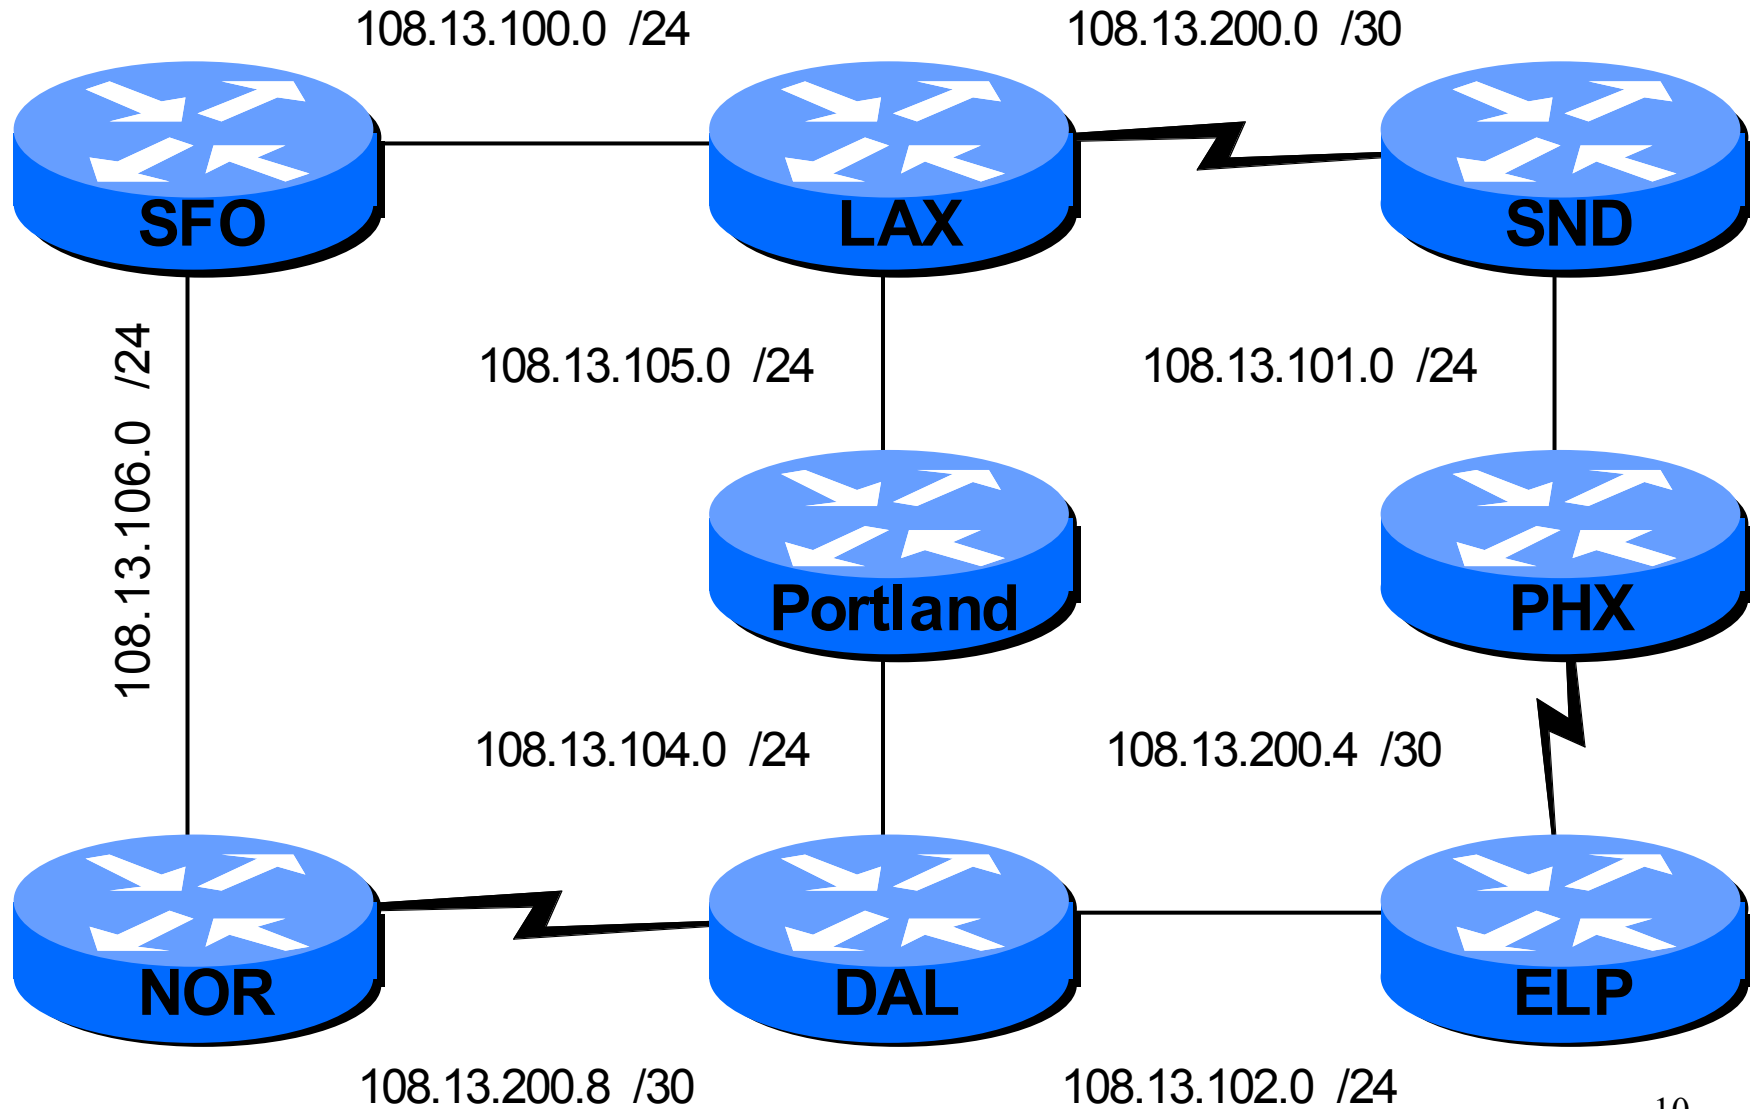 108.13.100.0 /24
108.13.200.0 /30
SFO
LAX
SND
108.13.106.0 /24
108.13.105.0 /24
108.13.101.0 /24
Portland
PHX
108.13.104.0 /24
108.13.200.4 /30
NOR
DAL
ELP
108.13.200.8 /30
108.13.102.0 /24
10